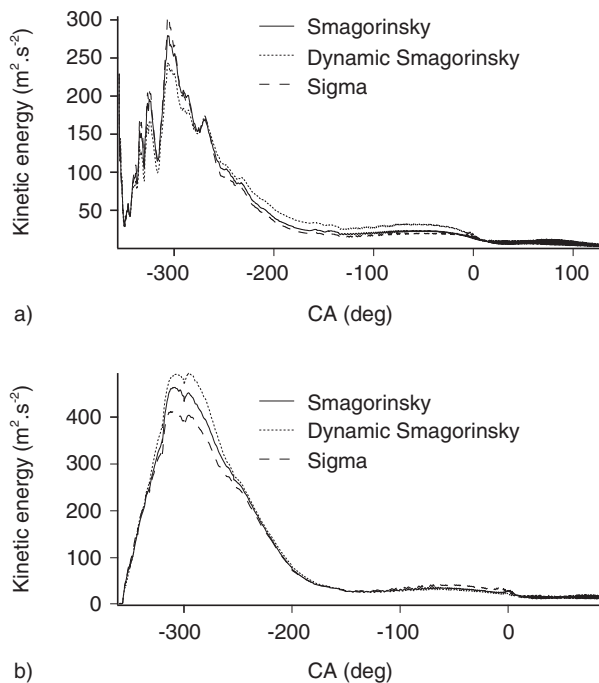 Kinetic energy (m².s⁻²)
300
250
200
150
100
50
Smagorinsky
Dynamic Smagorinsky
Sigma
-300
-200
-100
0
100
a)
CA (deg)
Kinetic energy (m².s⁻²)
400
300
200
100
0
Smagorinsky
Dynamic Smagorinsky
Sigma
-300
-200
-100
0
b)
CA (deg)